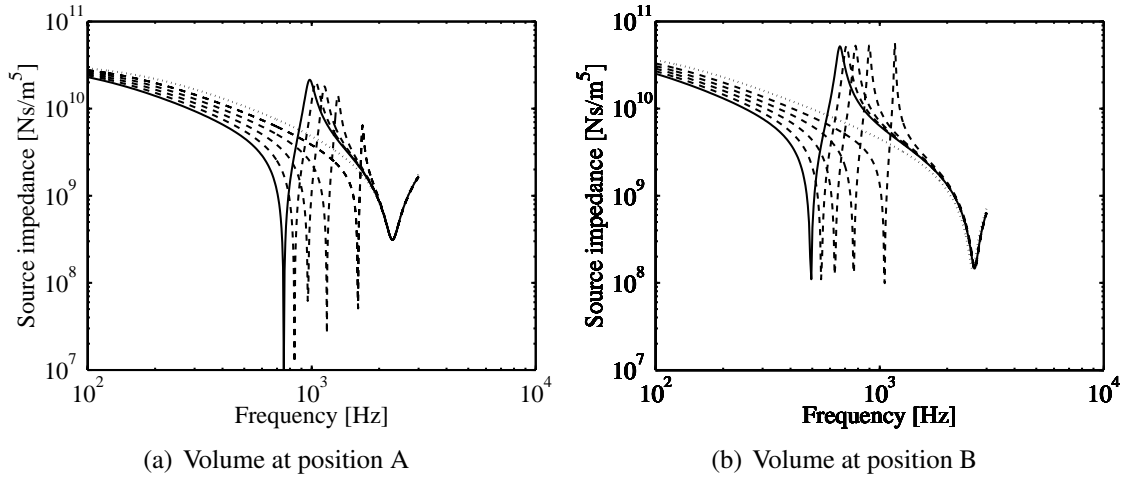 10^11
10^10
10^9
10^8
10^7
10^2
10^3
10^4
Source impedance [Ns/m^5]
Frequency [Hz]
(a) Volume at position A
10^11
10^10
10^9
10^8
10^7
10^2
10^3
10^4
Source impedance [Ns/m^5]
Frequency [Hz]
(b) Volume at position B